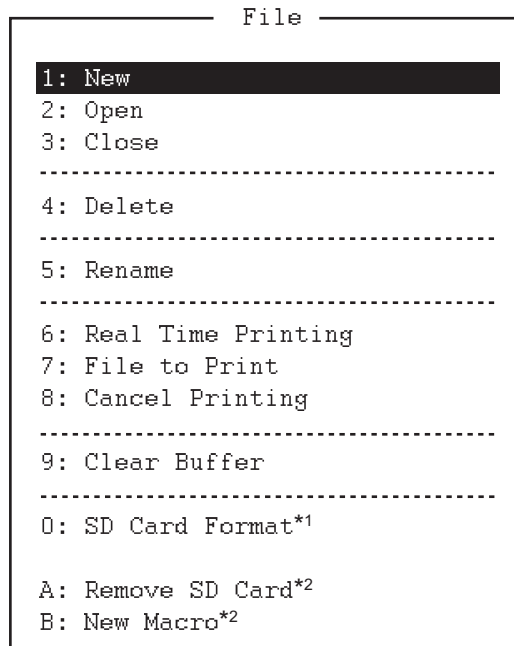 File
1: New
2: Open
3: Close
4: Delete
5: Rename
6: Real Time Printing
7: File to Print
8: Cancel Printing
9: Clear Buffer
0: SD Card Format*1
A: Remove SD Card*2
B: New Macro*2